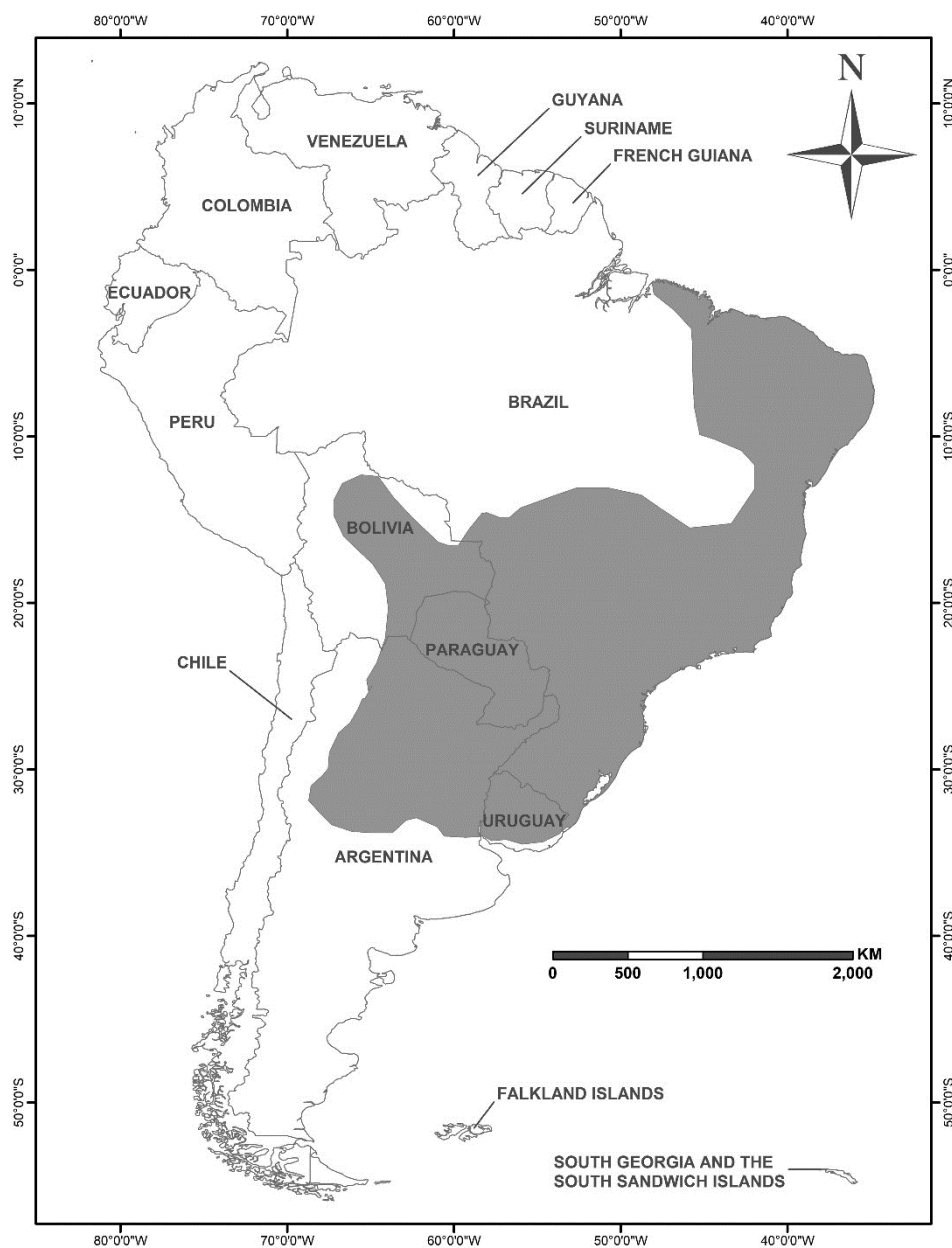 80°0'0"W 70°0'0"W 60°0'0"W 50°0'0"W 40°0'0"W
N
10°0'0"N 10°0'0"N
GUYANA
SURINAME
VENEZUELA
FRENCH GUIANA
COLOMBIA
0°0'0" 0°0'0"
ECUADOR
BRAZIL
PERU
10°0'0"S 10°0'0"S
BOLIVIA
20°0'0"S 20°0'0"S
PARAGUAY
CHILE
30°0'0"S 30°0'0"S
URUGUAY
ARGENTINA
40°0'0"S 40°0'0"S
KM
0 500 1,000 2,000
FALKLAND ISLANDS
50°0'0"S 50°0'0"S
SOUTH GEORGIA AND THE
SOUTH SANDWICH ISLANDS
80°0'0"W 70°0'0"W 60°0'0"W 50°0'0"W 40°0'0"W